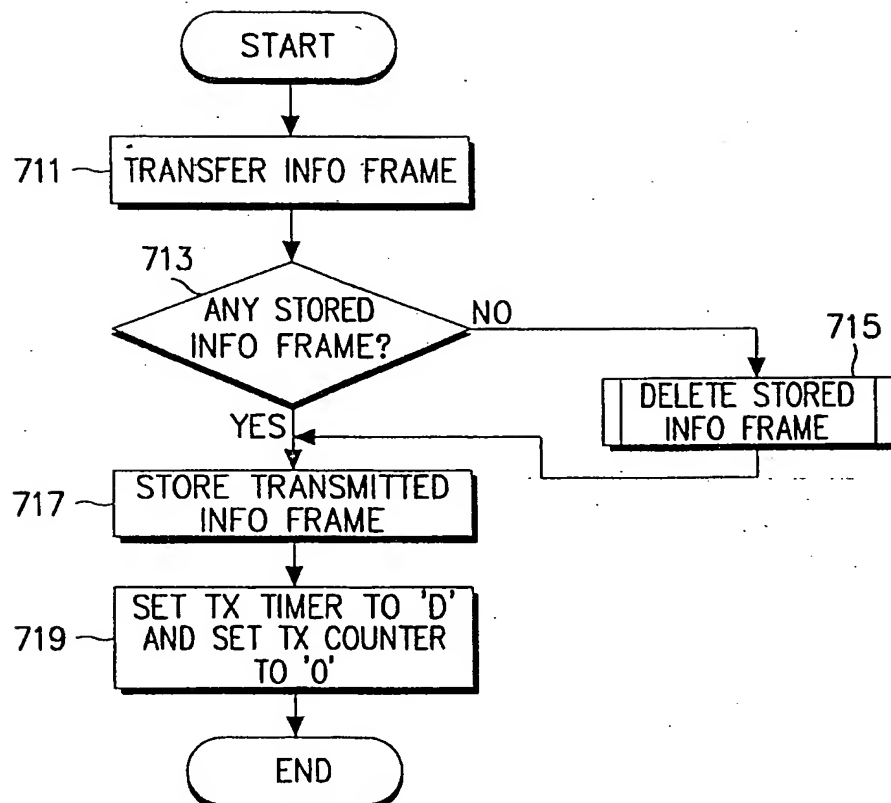 START
711
TRANSFER INFO FRAME
713
ANY STORED
INFO FRAME?
NO
715
DELETE STORED
INFO FRAME
YES
717
STORE TRANSMITTED
INFO FRAME
719
SET TX TIMER TO 'D'
AND SET TX COUNTER
TO '0'
END